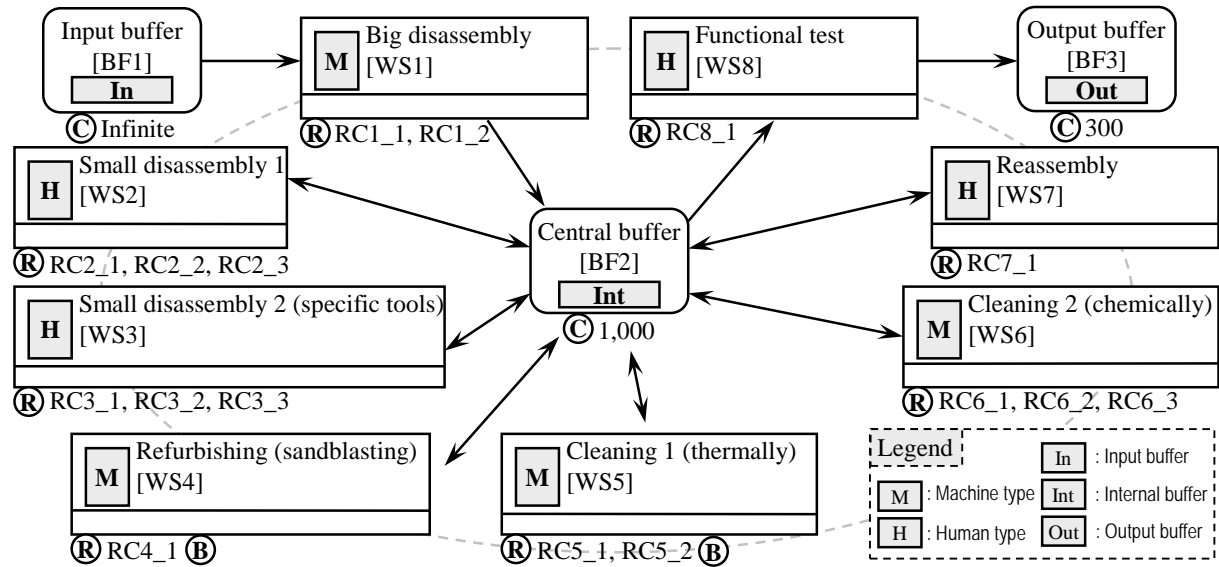 Input buffer
[BF1]
In
C Infinite
M
Big disassembly
[WS1]
R RC1_1, RC1_2
H
Functional test
[WS8]
R RC8_1
Output buffer
[BF3]
Out
C 300
H
Small disassembly 1
[WS2]
R RC2_1, RC2_2, RC2_3
Central buffer
[BF2]
Int
C 1,000
H
Reassembly
[WS7]
R RC7_1
H
Small disassembly 2 (specific tools)
[WS3]
R RC3_1, RC3_2, RC3_3
M
Cleaning 2 (chemically)
[WS6]
R RC6_1, RC6_2, RC6_3
M
Refurbishing (sandblasting)
[WS4]
R RC4_1 B
M
Cleaning 1 (thermally)
[WS5]
R RC5_1, RC5_2 B
Legend
M : Machine type
H : Human type
In : Input buffer
Int : Internal buffer
Out : Output buffer